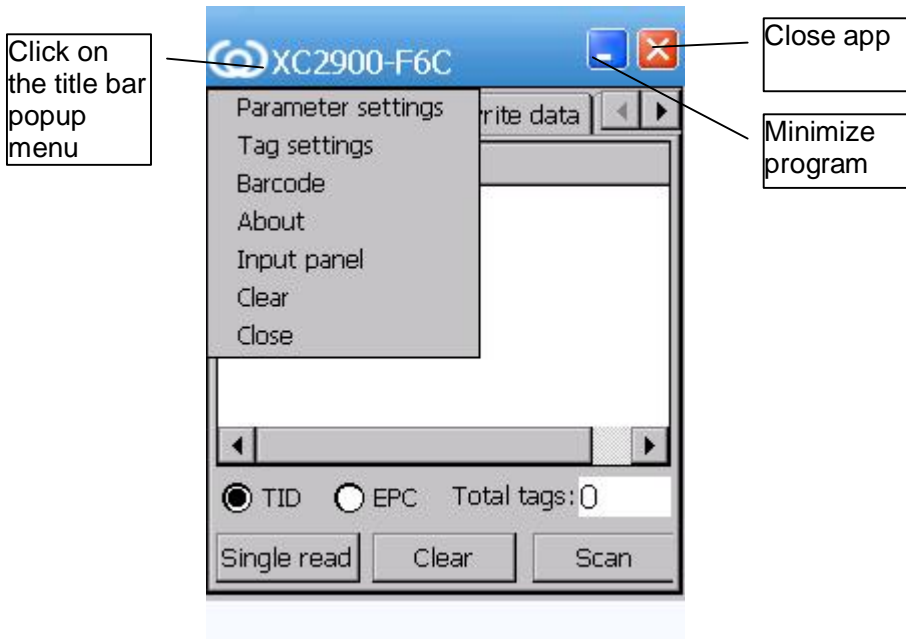 Click on
the title bar
popup
menu
XC2900-F6C
Close app
Minimize
program
Parameter settings
rite data
Tag settings
Barcode
About
Input panel
Clear
Close
TID EPC Total tags: 0
Single read Clear Scan